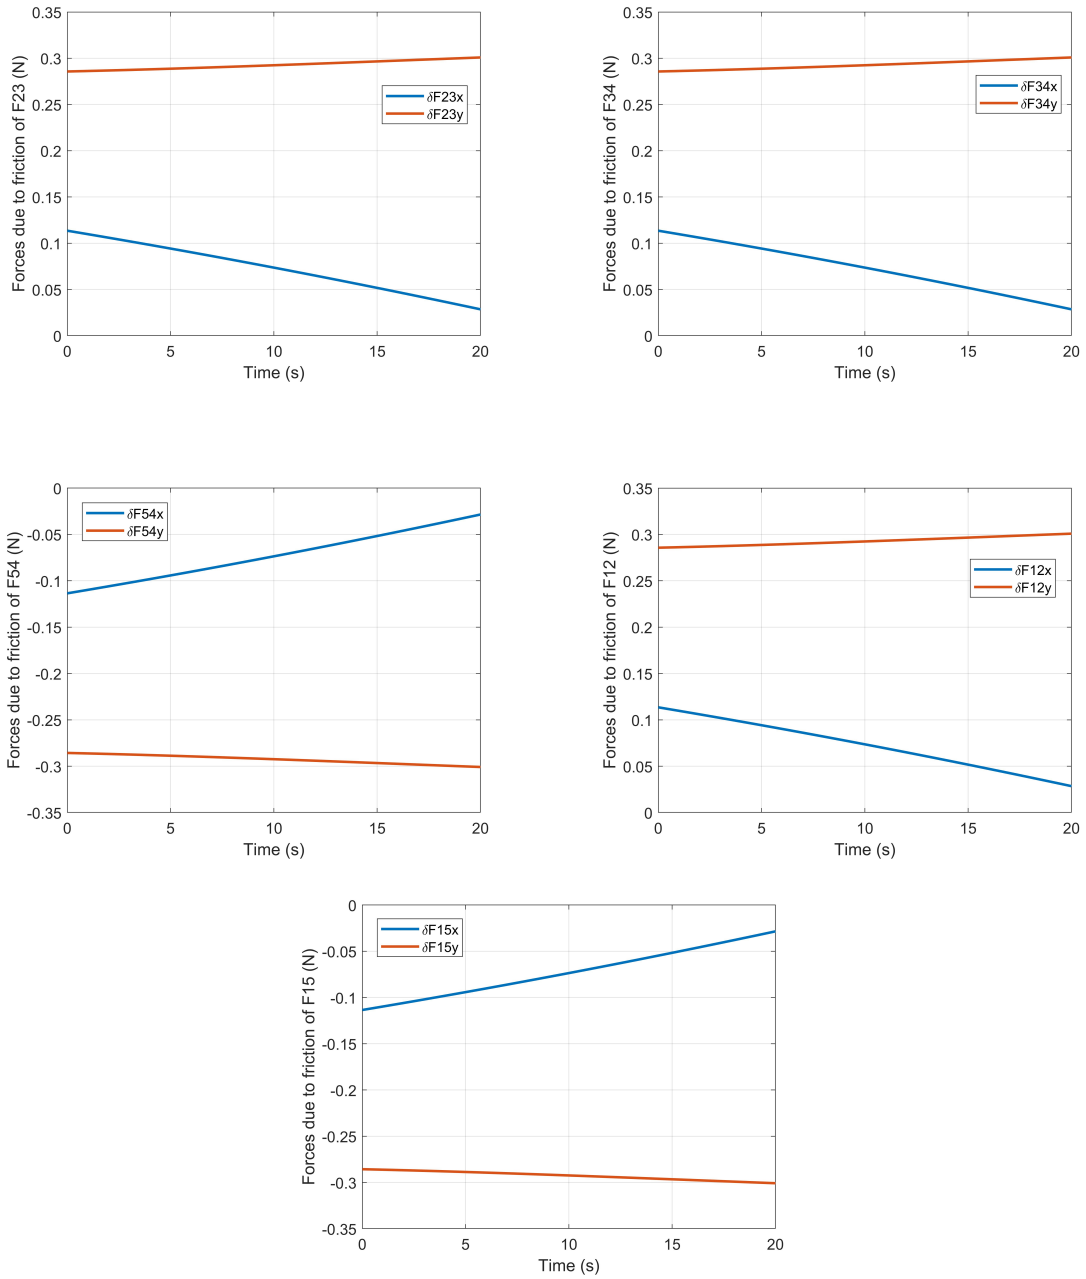 Forces due to friction of F23 (N)
0.35
0.3
0.25
0.2
0.15
0.1
0.05
0
δF23x
δF23y
0 5 10 15 20
Time (s)
Forces due to friction of F34 (N)
0.35
0.3
0.25
0.2
0.15
0.1
0.05
0
δF34x
δF34y
0 5 10 15 20
Time (s)
Forces due to friction of F54 (N)
0
-0.05
-0.1
-0.15
-0.2
-0.25
-0.3
-0.35
δF54x
δF54y
0 5 10 15 20
Time (s)
Forces due to friction of F12 (N)
0.35
0.3
0.25
0.2
0.15
0.1
0.05
0
δF12x
δF12y
0 5 10 15 20
Time (s)
Forces due to friction of F15 (N)
0
-0.05
-0.1
-0.15
-0.2
-0.25
-0.3
-0.35
δF15x
δF15y
0 5 10 15 20
Time (s)